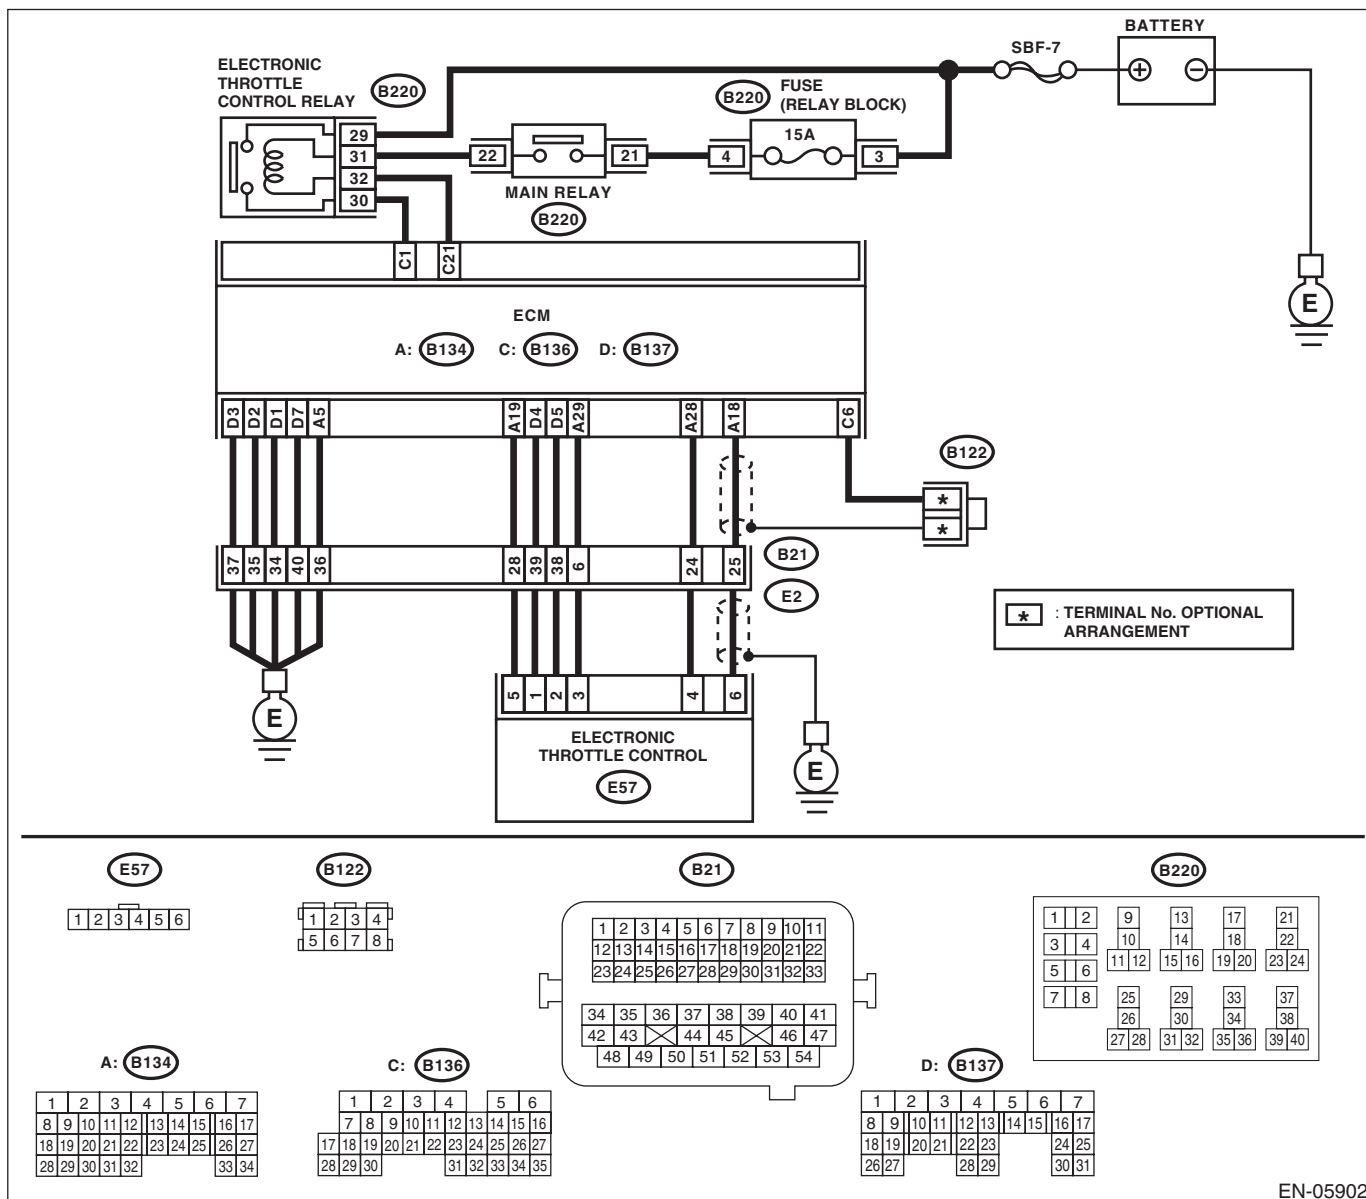 BATTERY
SBF-7
+ −
ELECTRONIC
THROTTLE
CONTROL RELAY
B220
B220
FUSE
(RELAY BLOCK)
15A
29
31
32
30
22
21
4
3
MAIN RELAY
B220
C1 C21
ECM
A: B134 C: B136 D: B137
E
D3 D2 D1 D7 A5 A19 D4 D5 A29 A28 A18 C6
B122
*
*
37 35 34 40 36 28 39 38 6 24 25
B21
E2
* : TERMINAL No. OPTIONAL
ARRANGEMENT
5 1 2 3 4 6
E
ELECTRONIC
THROTTLE CONTROL
E57
E
E57
1 2 3 4 5 6
B122
1 2 3 4
5 6 7 8
B21
1 2 3 4 5 6 7 8 9 10 11
12 13 14 15 16 17 18 19 20 21 22
23 24 25 26 27 28 29 30 31 32 33
34 35 36 37 38 39 40 41
42 43 44 45 46 47
48 49 50 51 52 53 54
B220
1 2 9 13 17 21
3 4 10 14 18 22
11 12 15 16 19 20 23 24
5 6
7 8 25 29 33 37
26 30 34 38
27 28 31 32 35 36 39 40
A: B134
1 2 3 4 5 6 7
8 9 10 11 12 13 14 15 16 17
18 19 20 21 22 23 24 25 26 27
28 29 30 31 32 33 34
C: B136
1 2 3 4 5 6
7 8 9 10 11 12 13 14 15 16
17 18 19 20 21 22 23 24 25 26 27
28 29 30 31 32 33 34 35
D: B137
1 2 3 4 5 6 7
8 9 10 11 12 13 14 15 16 17
18 19 20 21 22 23 24 25
26 27 28 29 30 31
EN-05902